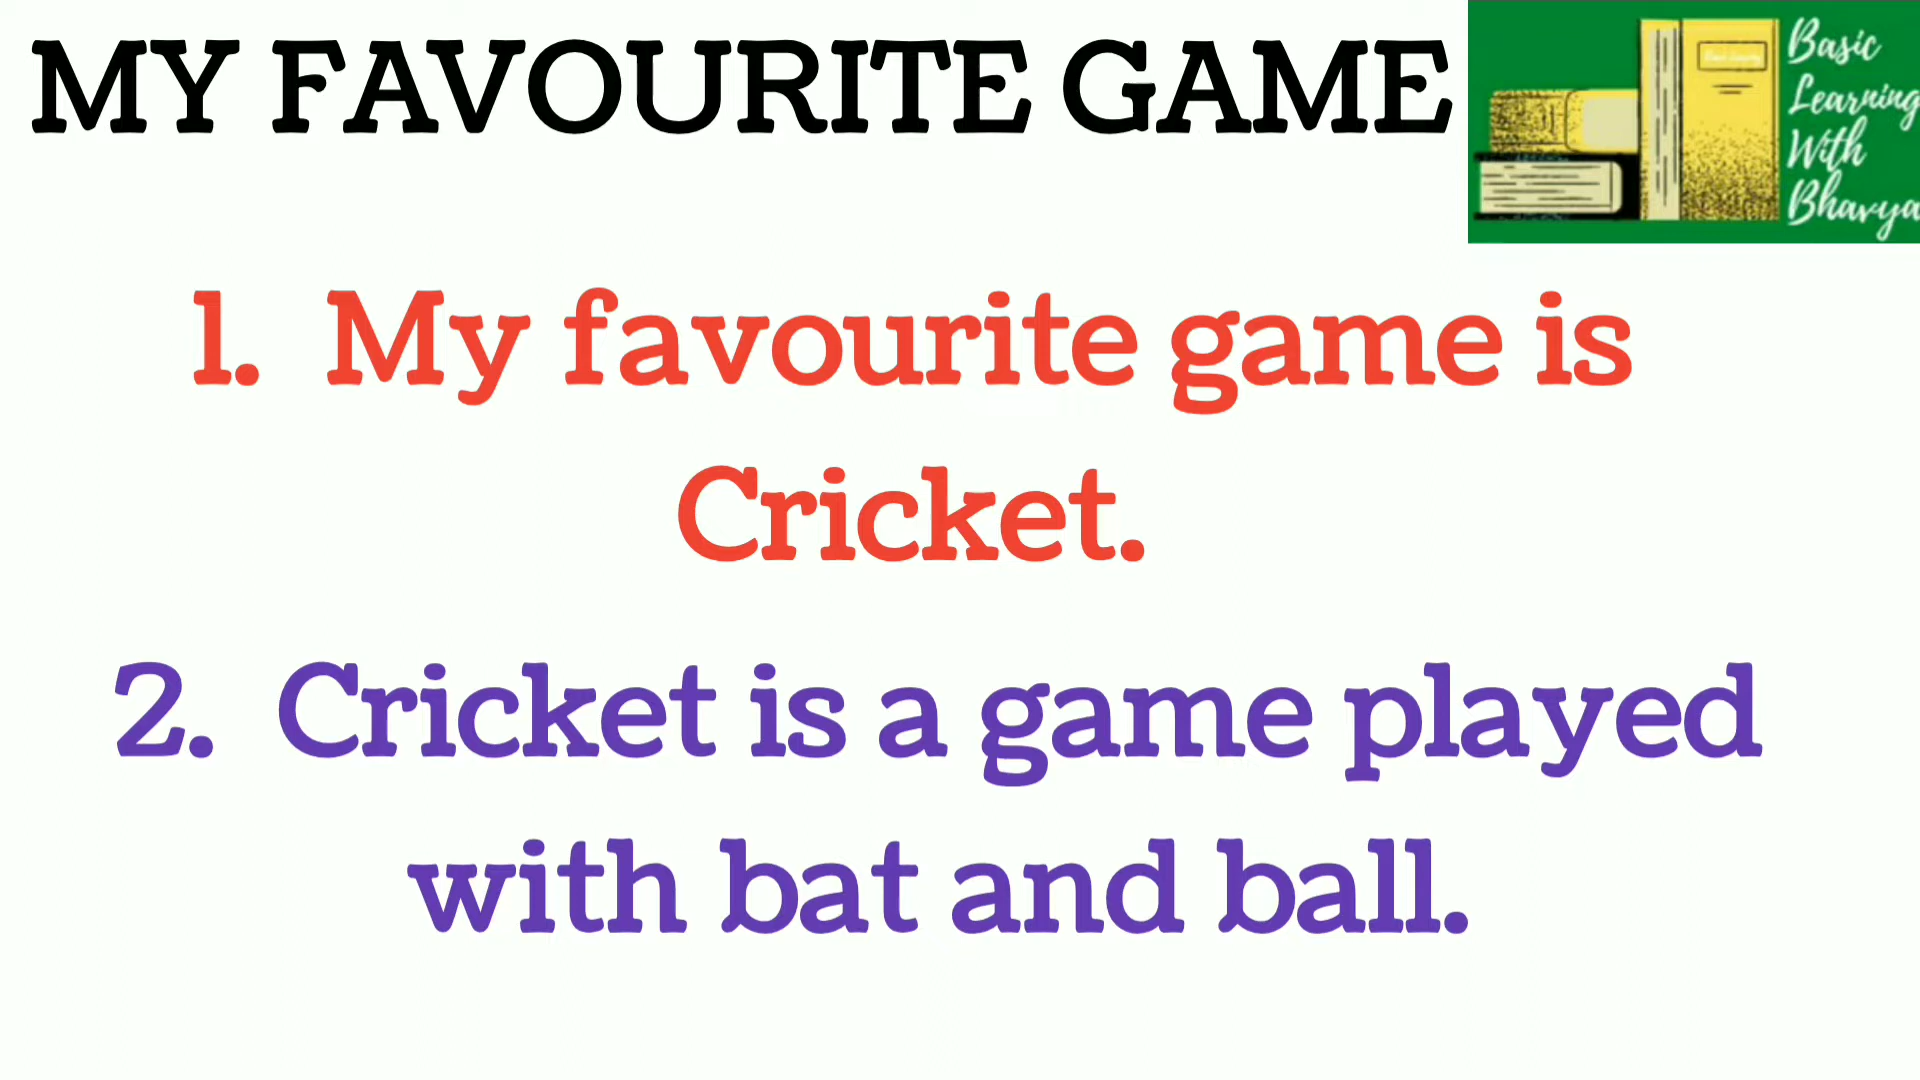 MY FAVOURITE GAME
Basic
Learning
With
Bhavya
1. My favourite game is
Cricket.
2. Cricket is a game played
with bat and ball.